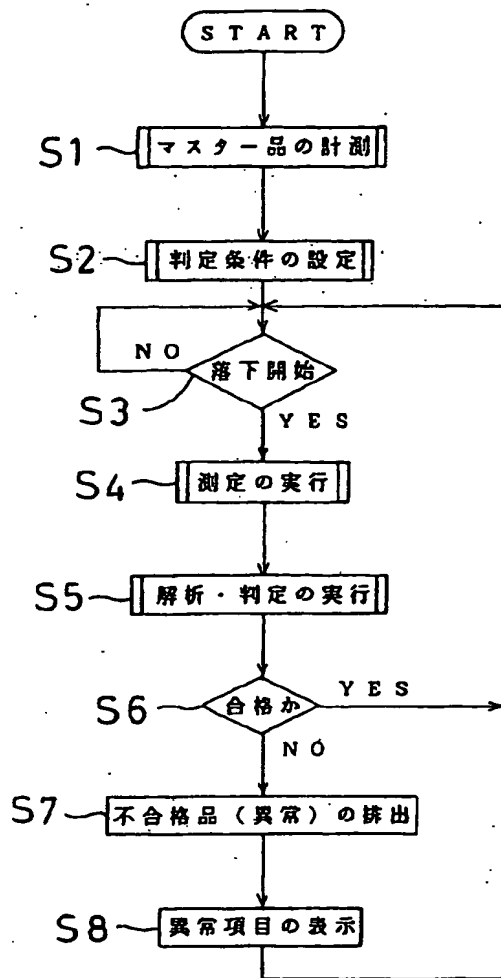 START
S1 マスター品の計測
S2 判定条件の設定
NO
落下開始
S3
YES
S4 測定の実行
S5 解析・判定の実行
YES
S6 合格か
NO
S7 不合格品（異常）の排出
S8 異常項目の表示